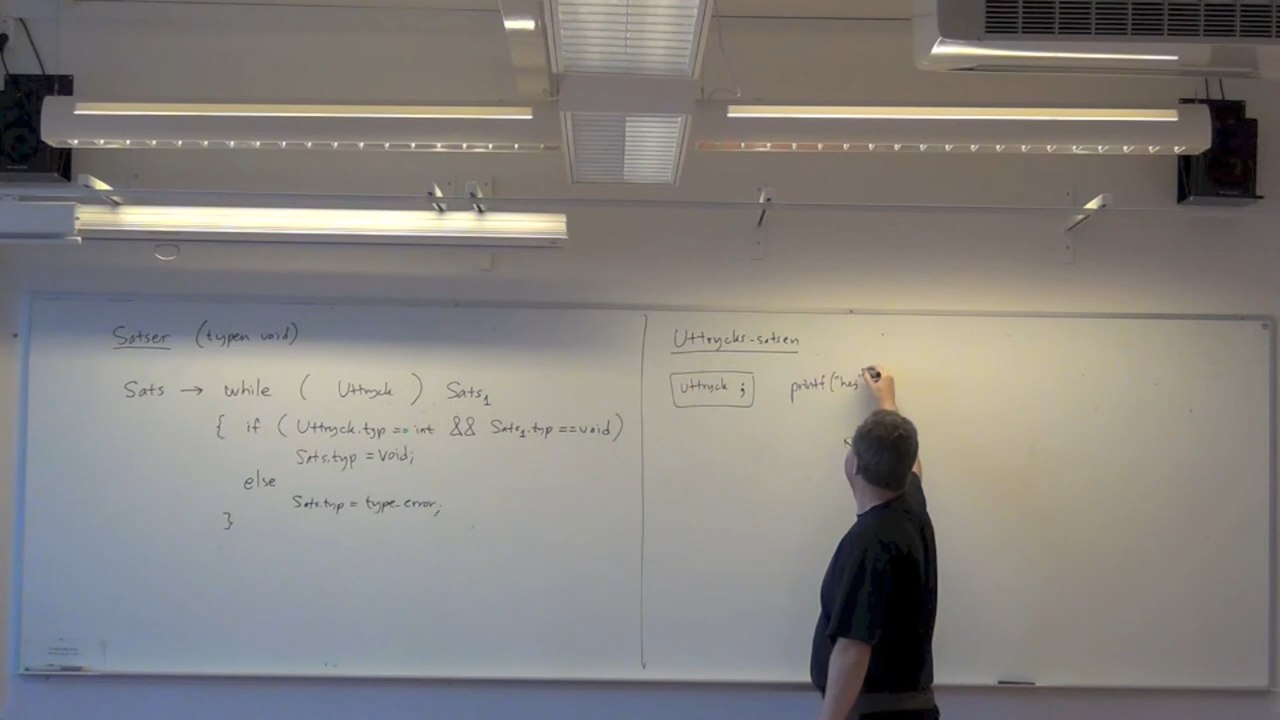 Satser (typen void)
Sats → while ( Uttryck ) Sats₁
{ if ( Uttryck.typ == int && Sats₁.typ == void )
Sats.typ = void;
else
Sats.typ = type-error;
}
Uttrycks-satsen
Uttryck ;
printf("hej"